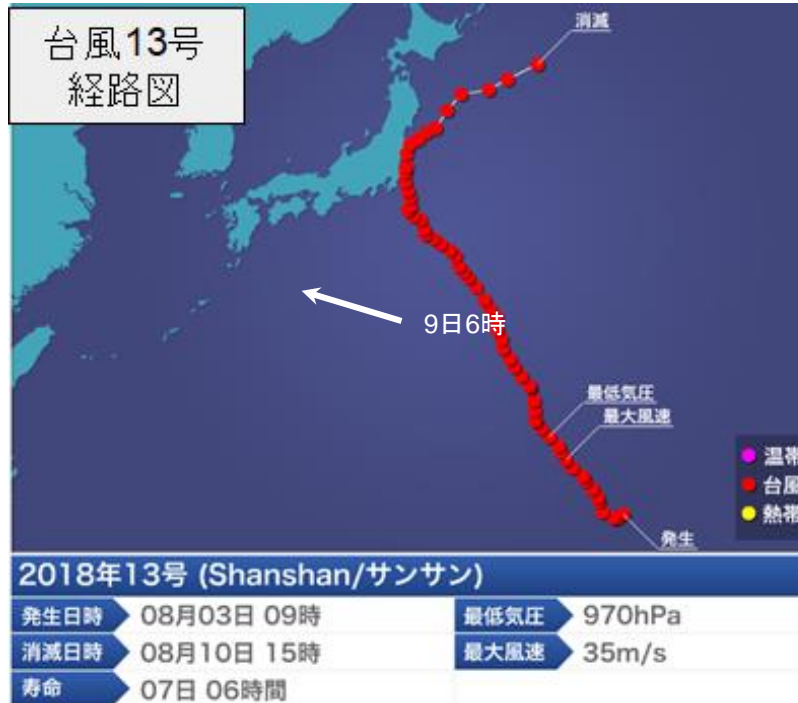 台風13号
経路図
消滅
9日6時
最低気圧
最大風速
温帯
台風
熱帯
発生
2018年13号 (Shanshan/サンサン)
発生日時 08月03日 09時 最低気圧 970hPa
消滅日時 08月10日 15時 最大風速 35m/s
寿命 07日 06時間